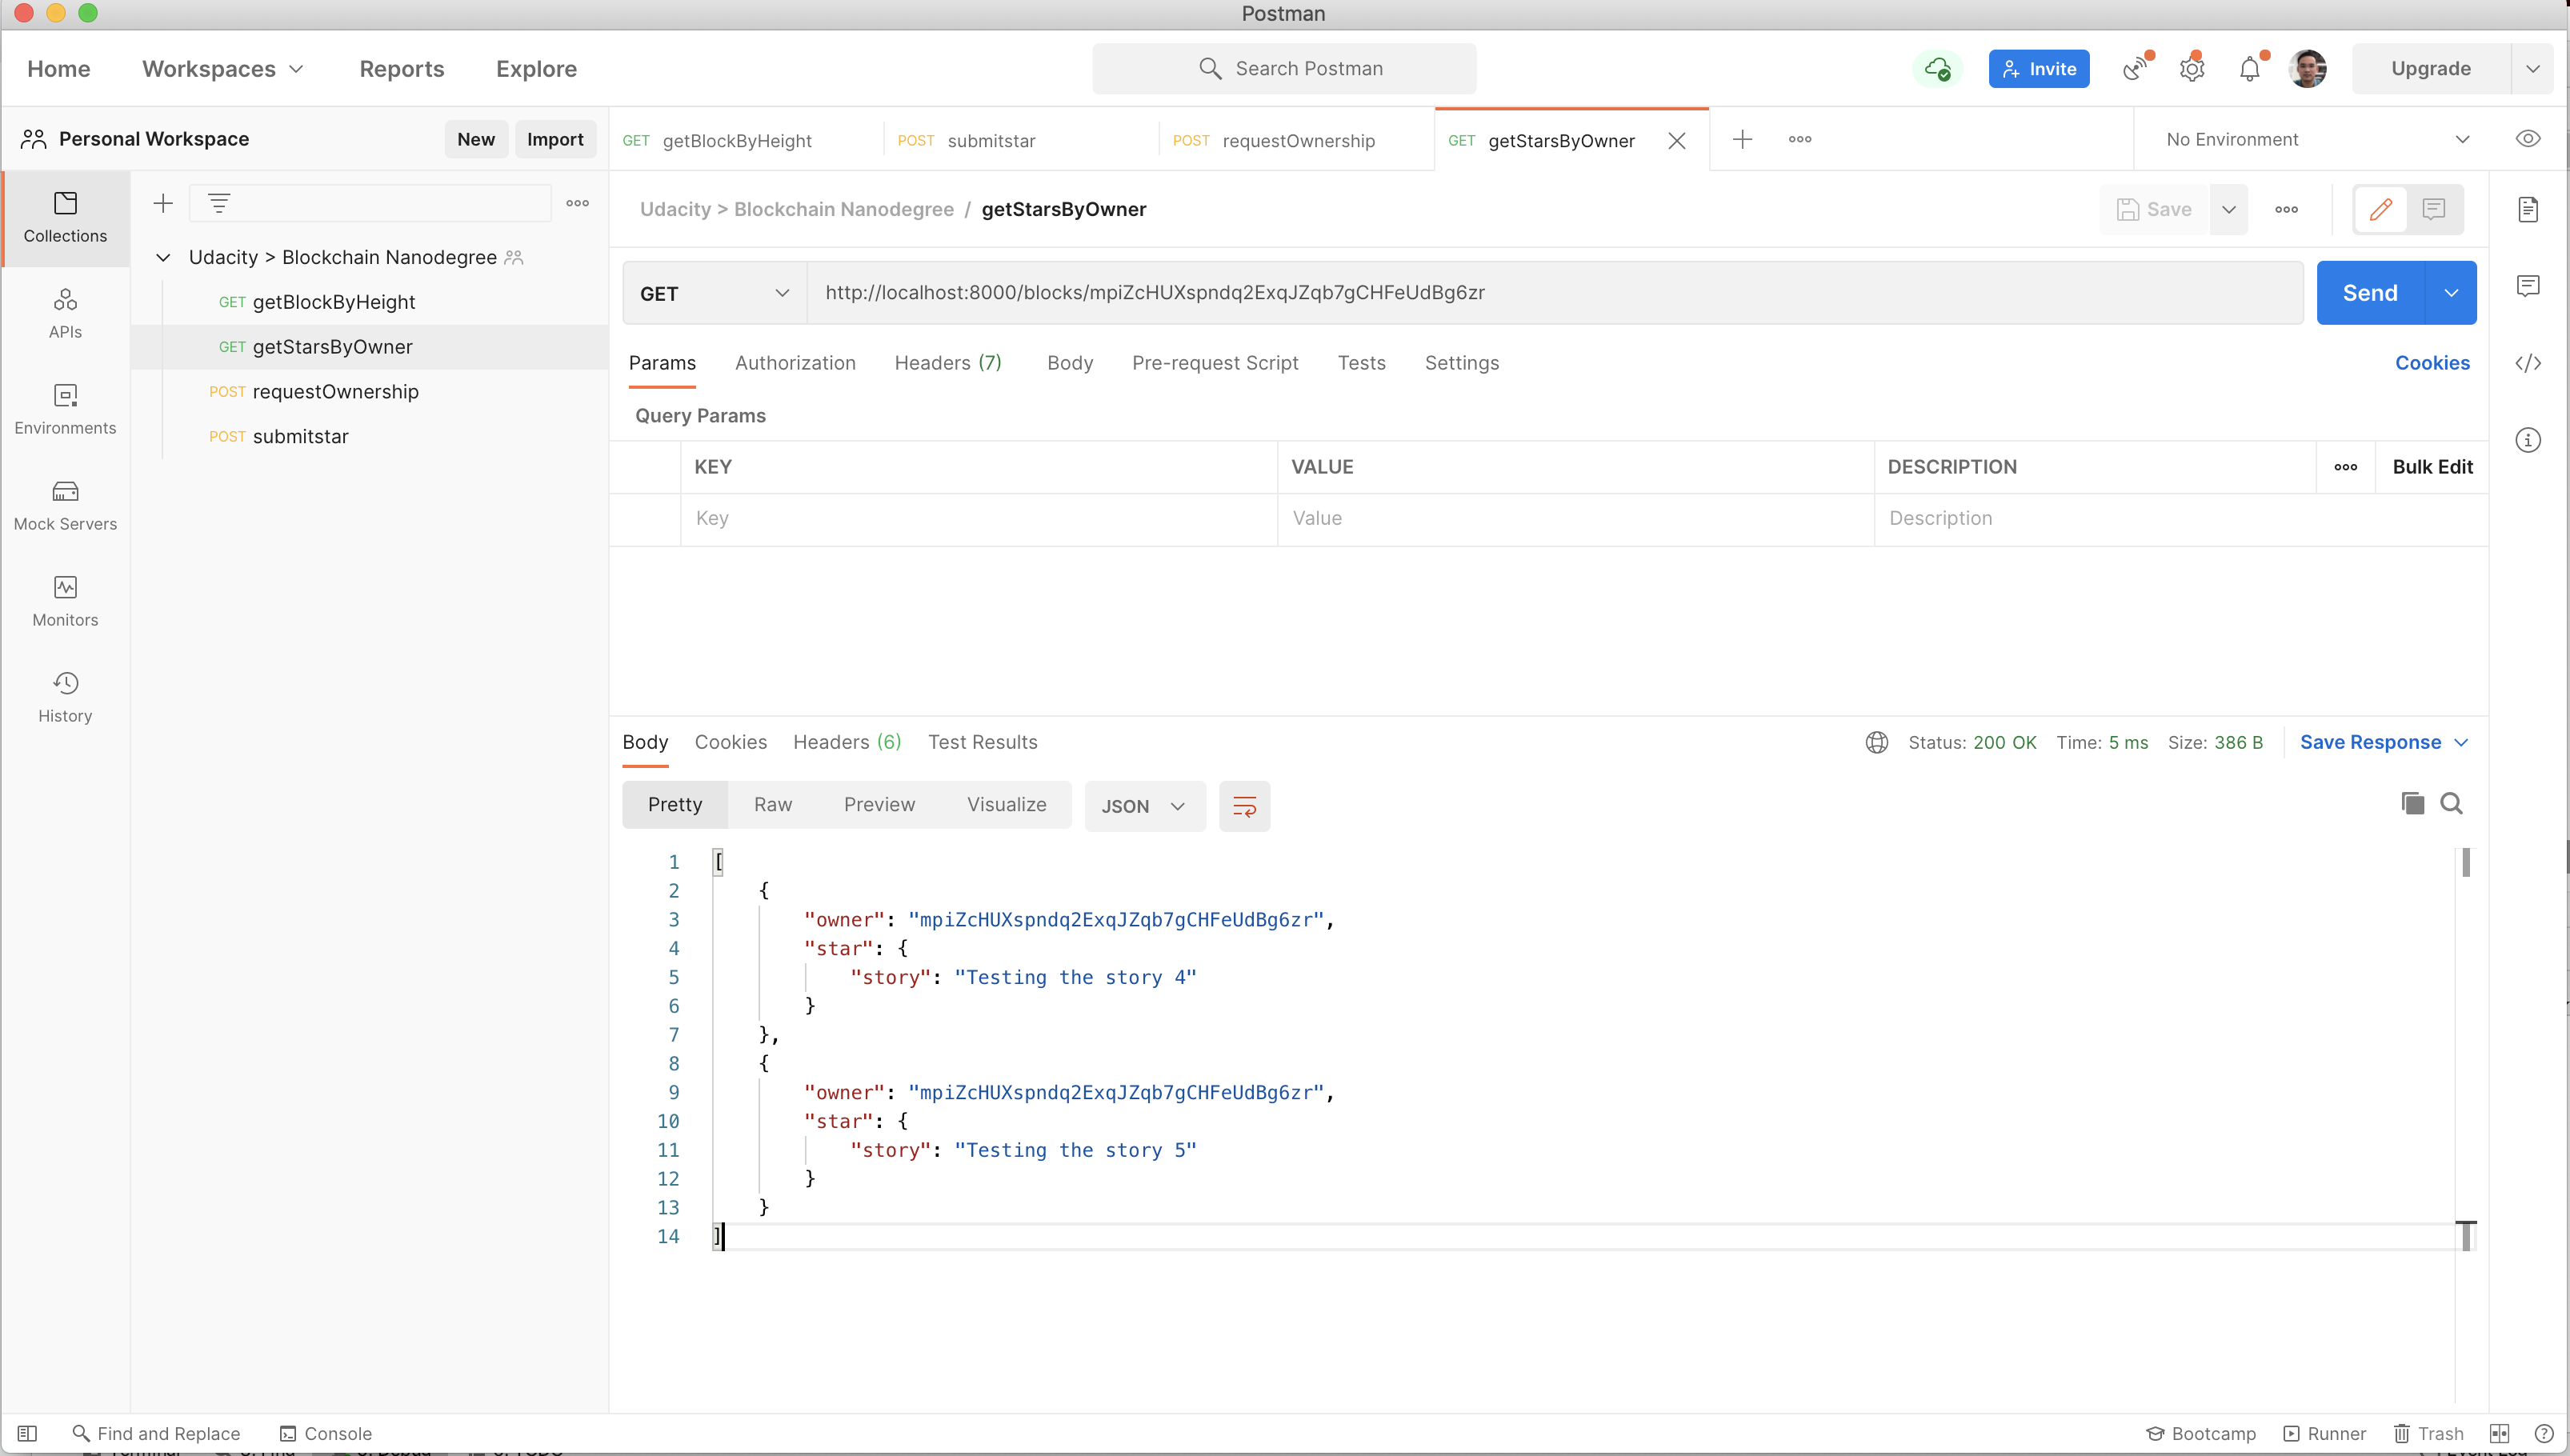 Postman
Home Workspaces Reports Explore Search Postman Invite Upgrade
Personal Workspace New Import GET getBlockByHeight POST submitstar POST requestOwnership GET getStarsByOwner No Environment
Collections
APIs
Environments
Mock Servers
Monitors
History
Udacity > Blockchain Nanodegree
GET getBlockByHeight
GET getStarsByOwner
POST requestOwnership
POST submitstar
Udacity > Blockchain Nanodegree / getStarsByOwner Save
GET http://localhost:8000/blocks/mpiZcHUXspndq2ExqJZqb7gCHFeUdBg6zr Send
Params Authorization Headers (7) Body Pre-request Script Tests Settings Cookies
Query Params
KEY VALUE DESCRIPTION Bulk Edit
Key Value Description
Body Cookies Headers (6) Test Results Status: 200 OK Time: 5 ms Size: 386 B Save Response
Pretty Raw Preview Visualize JSON
1 [
2 {
3 "owner": "mpiZcHUXspndq2ExqJZqb7gCHFeUdBg6zr",
4 "star": {
5 "story": "Testing the story 4"
6 }
7 },
8 {
9 "owner": "mpiZcHUXspndq2ExqJZqb7gCHFeUdBg6zr",
10 "star": {
11 "story": "Testing the story 5"
12 }
13 }
14 ]
Find and Replace Console Bootcamp Runner Trash